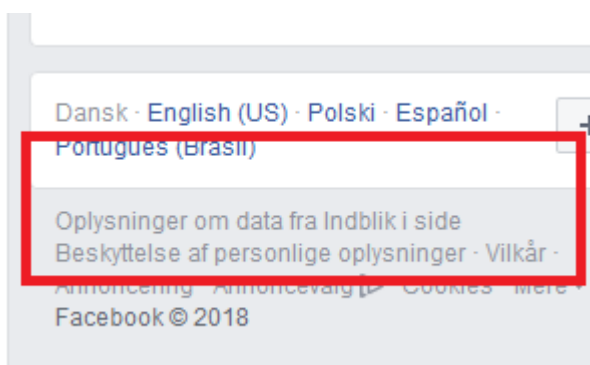 Dansk · English (US) · Polski · Español ·
Português (Brasil)
+
Oplysninger om data fra Indblik i side
Beskyttelse af personlige oplysninger · Vilkår ·
Annoncering · Annoncevalg · Cookies · Mere
Facebook © 2018